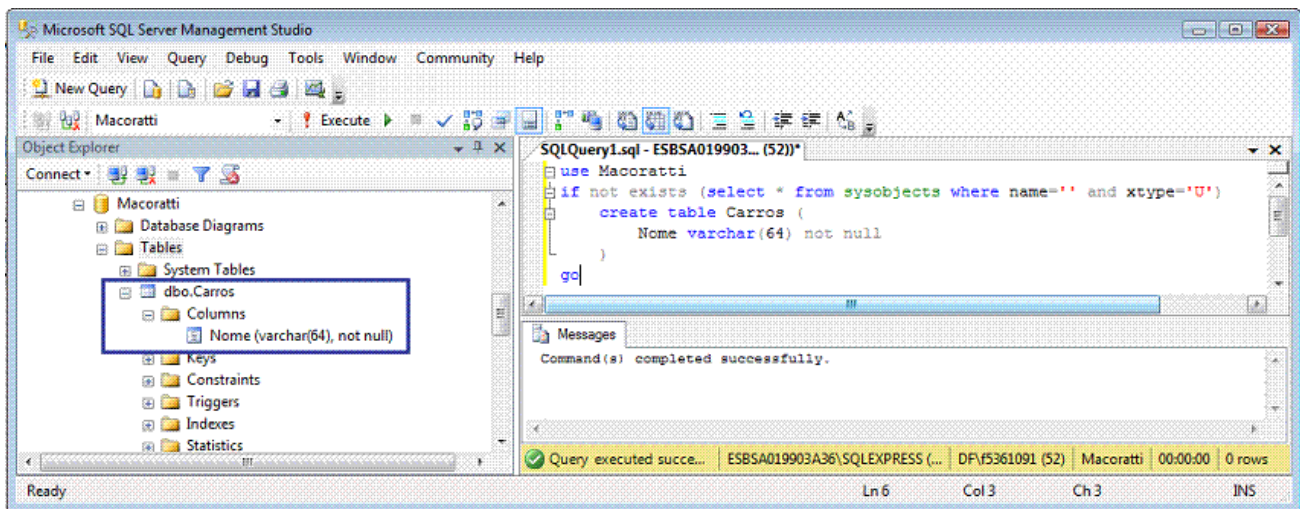 Microsoft SQL Server Management Studio
File Edit View Query Debug Tools Window Community Help
New Query
Macoratti Execute
Object Explorer
Connect
Macoratti
Database Diagrams
Tables
System Tables
dbo.Carros
Columns
Nome (varchar(64), not null)
Keys
Constraints
Triggers
Indexes
Statistics
SQLQuery1.sql - ESBSA019903... (52))*
use Macoratti
if not exists (select * from sysobjects where name='' and xtype='U')
create table Carros (
Nome varchar(64) not null
)
go
Messages
Command(s) completed successfully.
Query executed succe... ESBSA019903A36\SQLEXPRESS (... DF\f5361091 (52) Macoratti 00:00:00 0 rows
Ready Ln 6 Col 3 Ch 3 INS